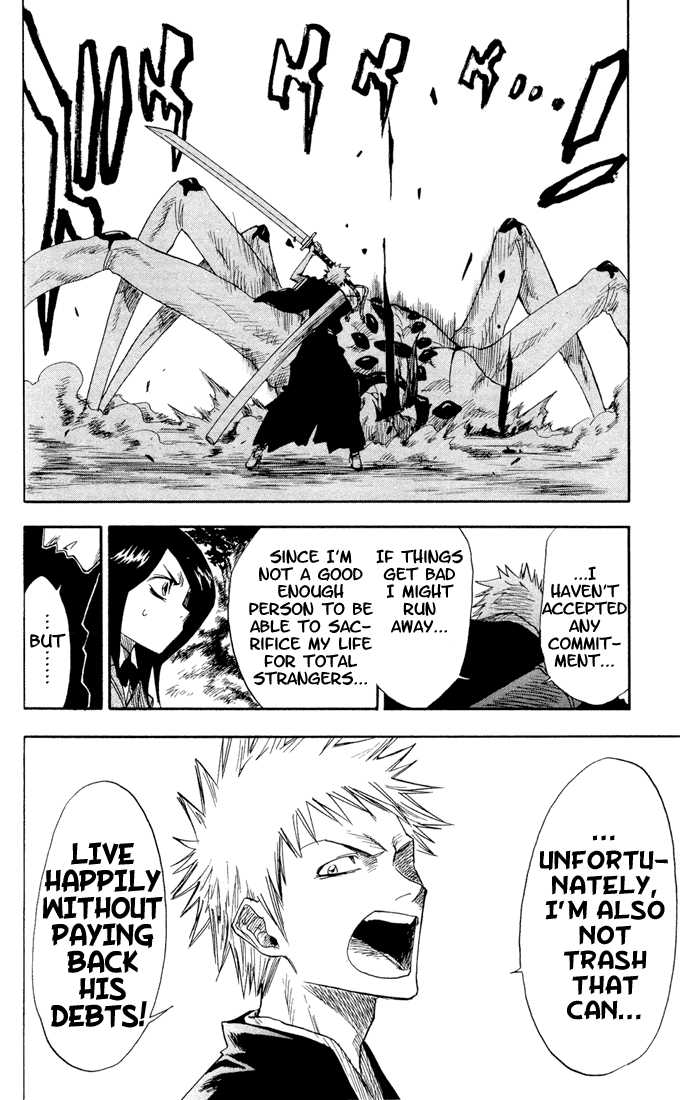 ...I
HAVEN'T
ACCEPTED
ANY
COMMIT-
MENT...
IF THINGS
GET BAD
I MIGHT
RUN
AWAY...
SINCE I'M
NOT A GOOD
ENOUGH
PERSON TO BE
ABLE TO SAC-
RIFICE MY LIFE
FOR TOTAL
STRANGERS...
........
BUT
........
...
UNFORTU-
NATELY,
I'M ALSO
NOT
TRASH
THAT
CAN...
LIVE
HAPPILY
WITHOUT
PAYING
BACK
HIS
DEBTS!